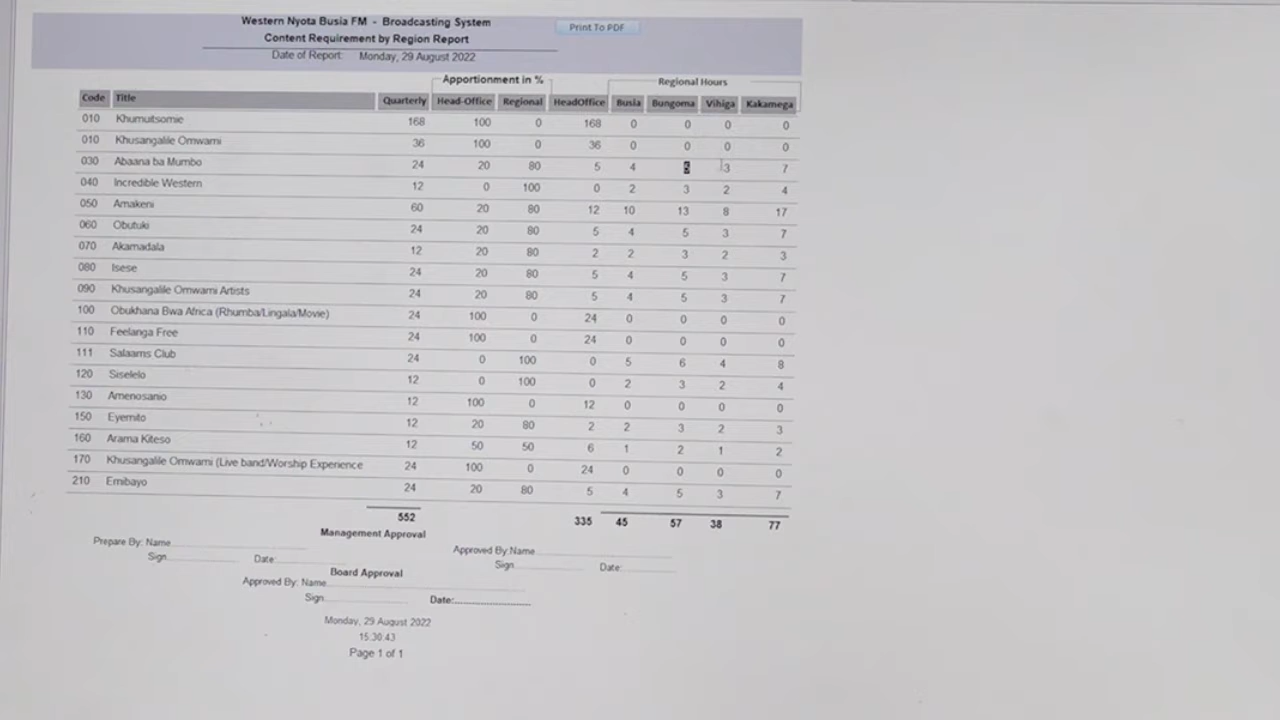 Western Nyota Busia FM - Broadcasting System
Print To PDF
Content Requirement by Region Report
Date of Report: Monday, 29 August 2022
Apportionment in % Regional Hours
Code Title Quarterly Head-Office Regional HeadOffice Busia Bungoma Vihiga Kakamega
010 Khumuitsomie 168 100 0 168 0 0 0 0
010 Khusangalile Omwami 36 100 0 36 0 0 0 0
030 Abaana ba Mumbo 24 20 80 5 4 5 3 7
040 Incredible Western 12 0 100 0 2 3 2 4
050 Amakeni 60 20 80 12 10 13 8 17
060 Obutuki 24 20 80 5 4 5 3 7
070 Akamadala 12 20 80 2 2 3 2 3
080 Isese 24 20 80 5 4 5 3 7
090 Khusangalile Omwami Artists 24 20 80 5 4 5 3 7
100 Obukhana Bwa Africa (Rhumba/Lingala/Movie) 24 100 0 24 0 0 0 0
110 Feelanga Free 24 100 0 24 0 0 0 0
111 Salaams Club 24 0 100 0 5 6 4 8
120 Siselelo 12 0 100 0 2 3 2 4
130 Amenosanio 12 100 0 12 0 0 0 0
150 Eyemito 12 20 80 2 2 3 2 3
160 Arama Kiteso 12 50 50 6 1 2 1 2
170 Khusangalile Omwami (Live band/Worship Experience 24 100 0 24 0 0 0 0
210 Emibayo 24 20 80 5 4 5 3 7
552 335 45 57 38 77
Management Approval
Prepare By: Name Approved By:Name
Sign Date: Sign Date:
Board Approval
Approved By: Name
Sign Date:
Monday, 29 August 2022
15:30:43
Page 1 of 1